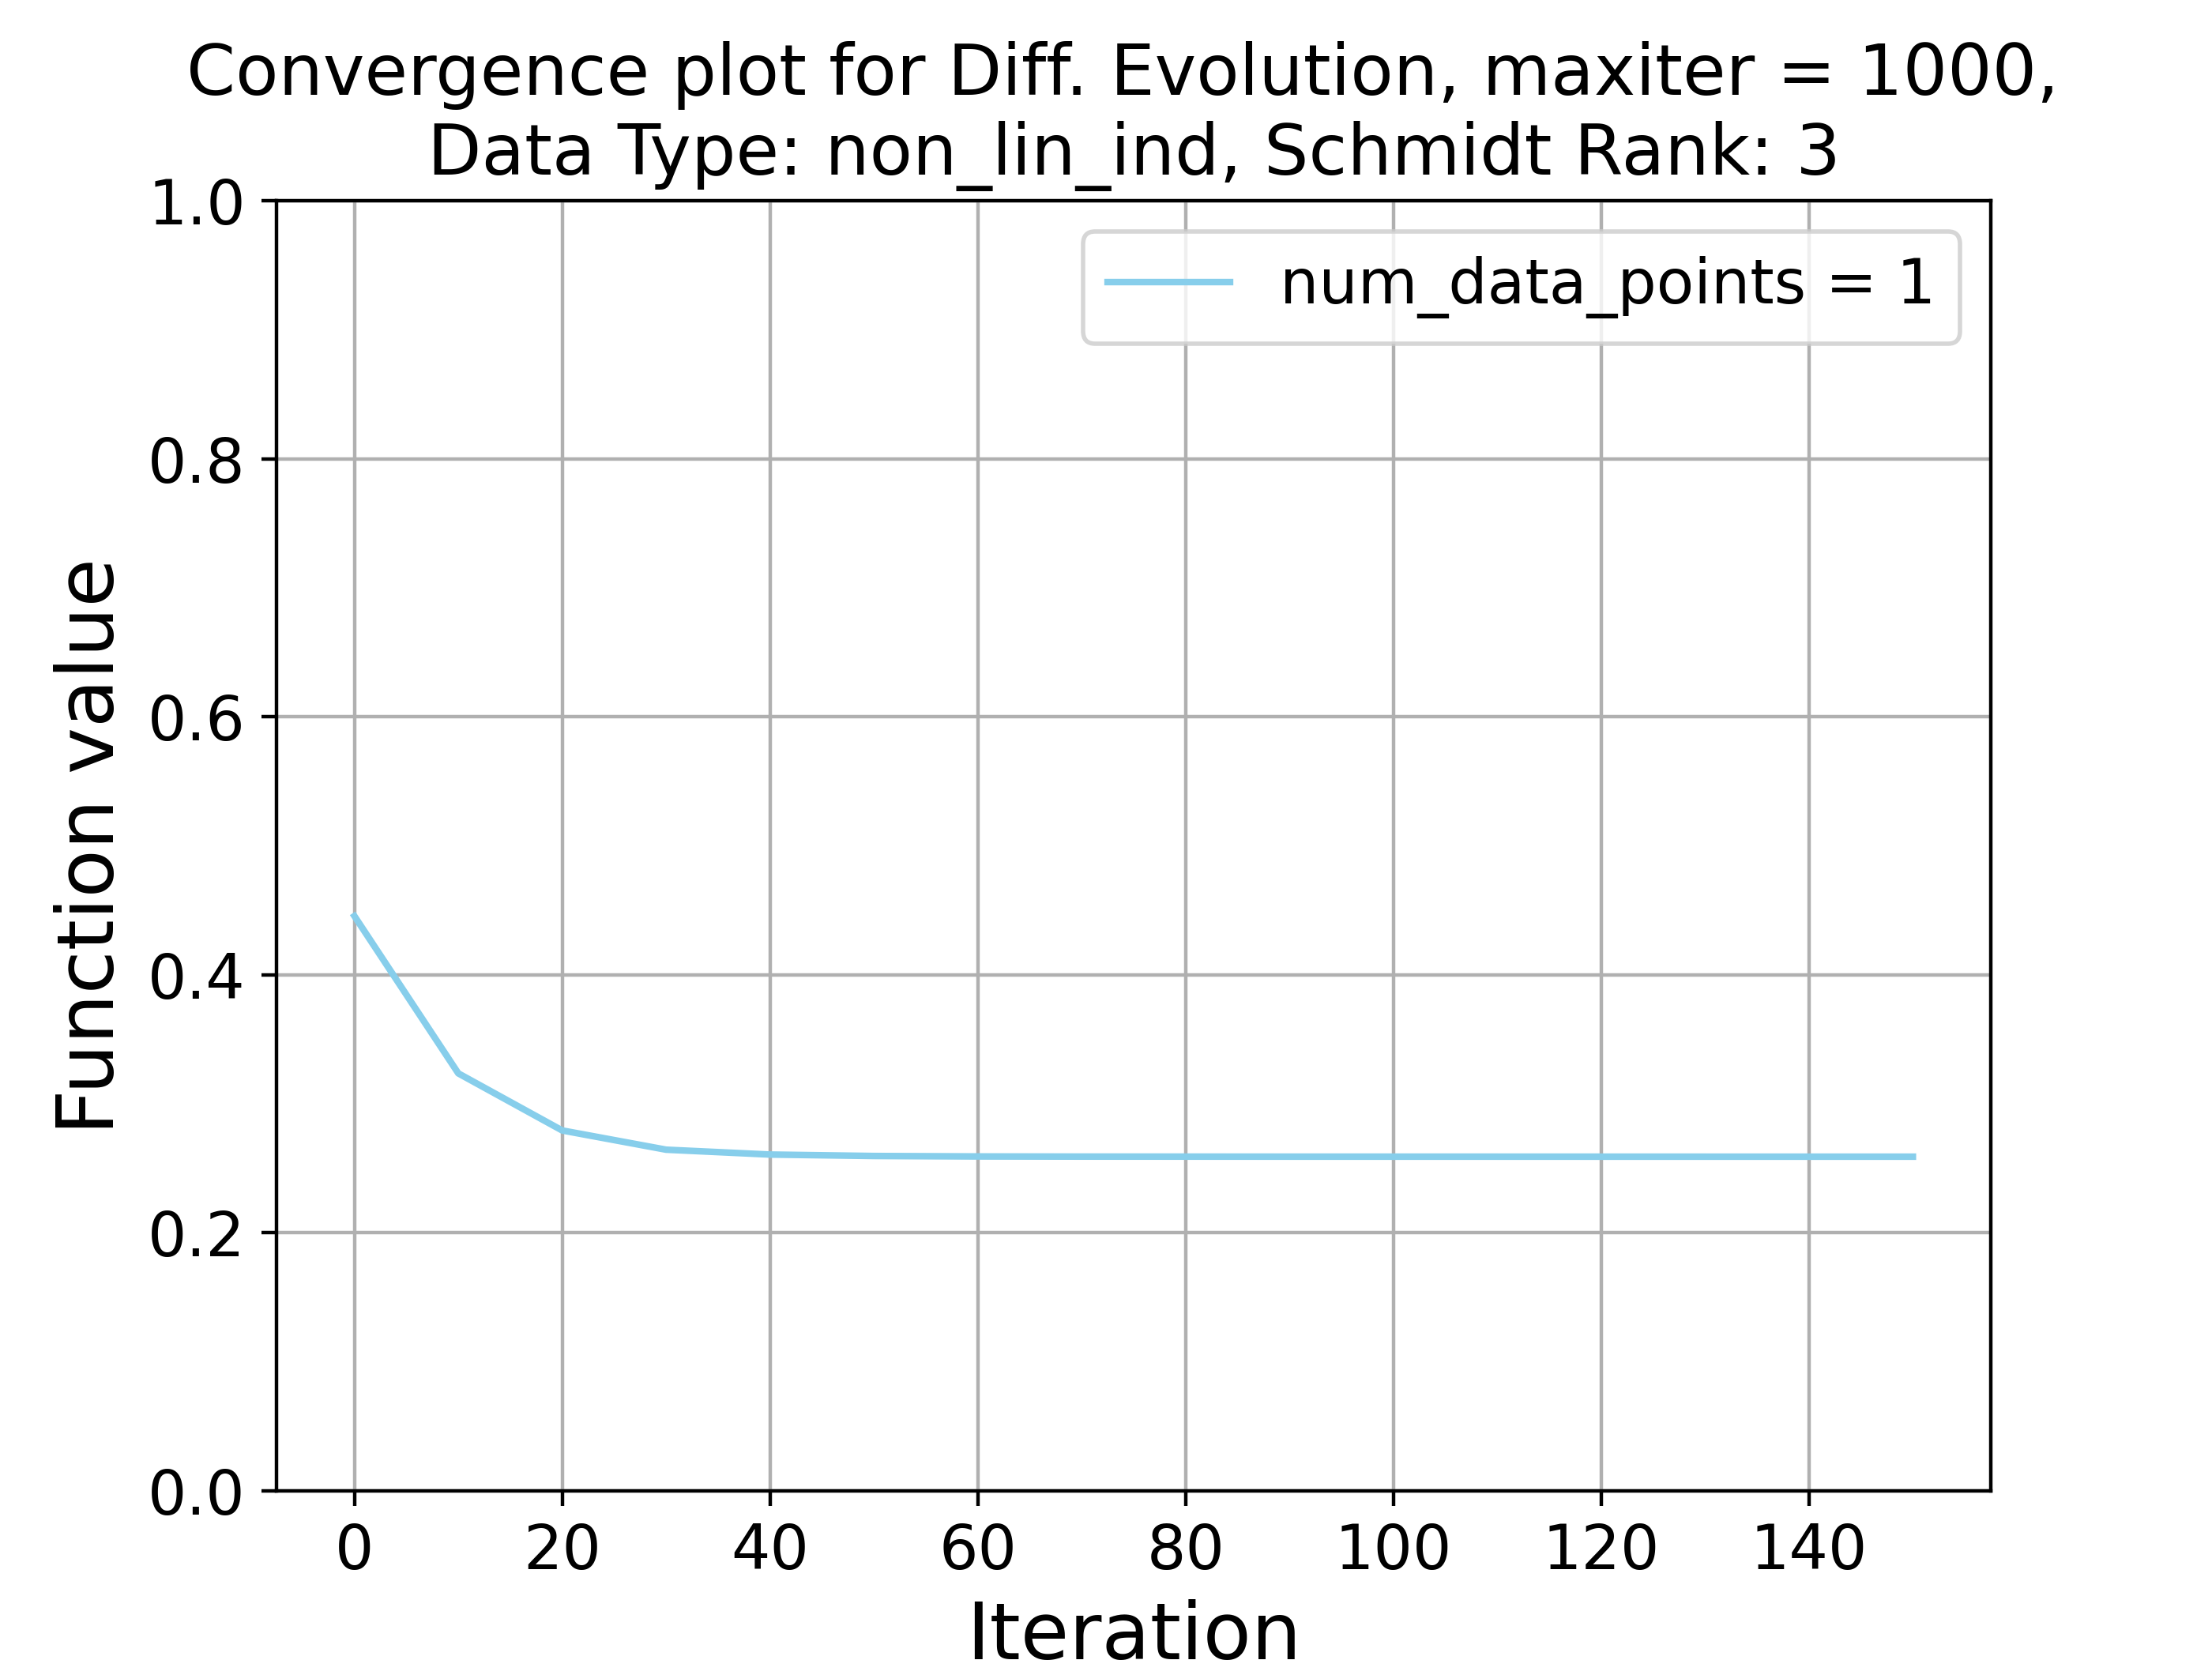 Convergence plot for Diff. Evolution, maxiter = 1000,
Data Type: non_lin_ind, Schmidt Rank: 3
num_data_points = 1
Function value
1.0
0.8
0.6
0.4
0.2
0.0
0 20 40 60 80 100 120 140
Iteration